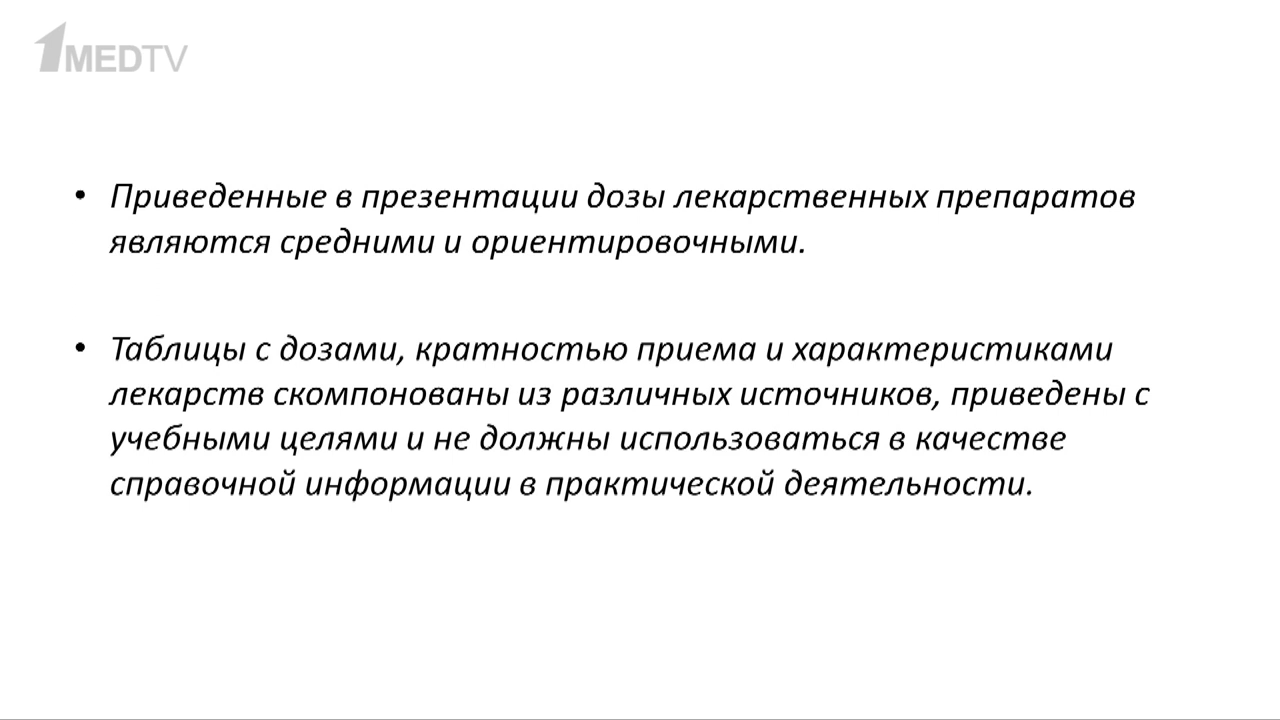 1MEDTV
• Приведенные в презентации дозы лекарственных препаратов
являются средними и ориентировочными.
• Таблицы с дозами, кратностью приема и характеристиками
лекарств скомпонованы из различных источников, приведены с
учебными целями и не должны использоваться в качестве
справочной информации в практической деятельности.